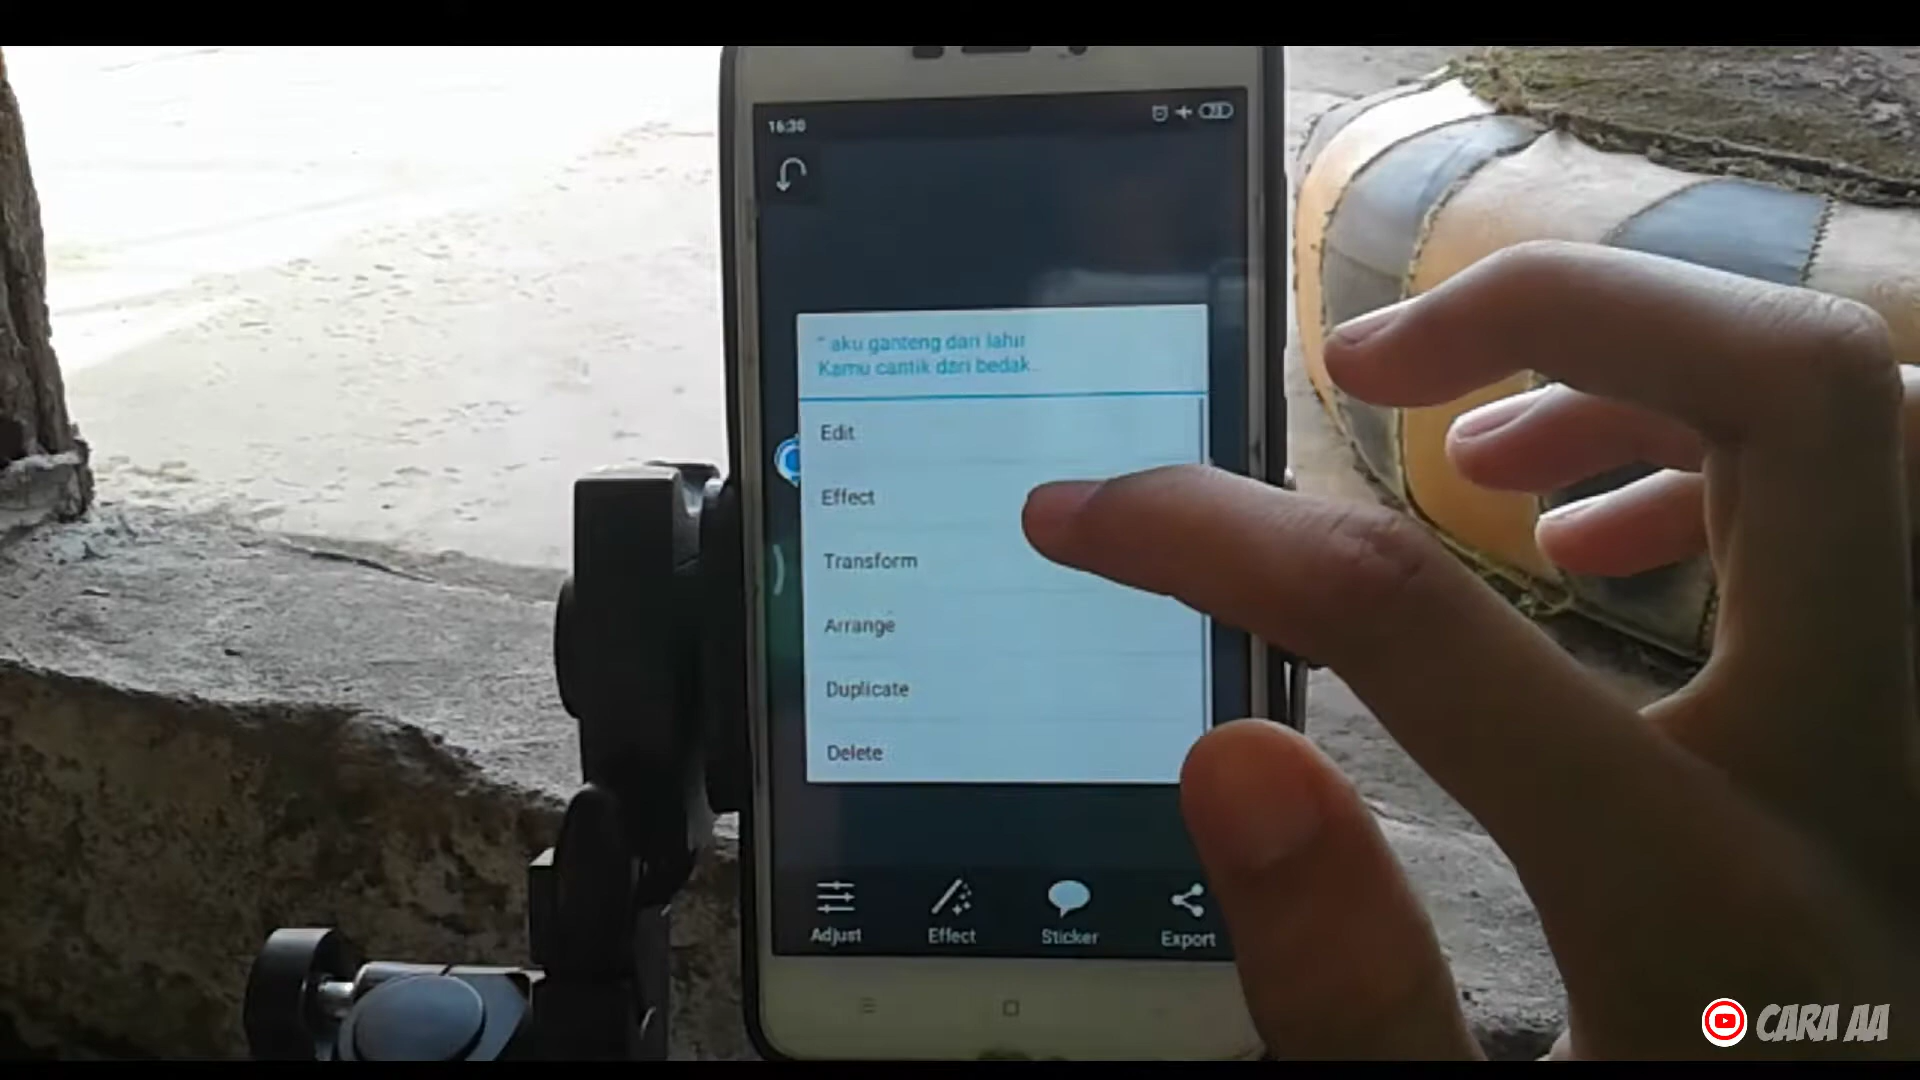 16:30
" aku ganteng dari lahir
Kamu cantik dari bedak..
Edit
Effect
Transform
Arrange
Duplicate
Delete
Adjust
Effect
Sticker
Export
CARA AA